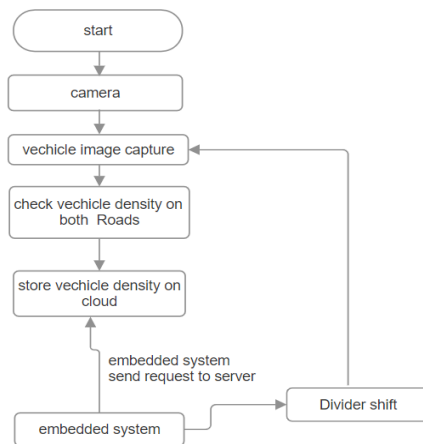 start
camera
vechicle image capture
check vechicle density on
both Roads
store vechicle density on
cloud
embedded system
send request to server
embedded system
Divider shift